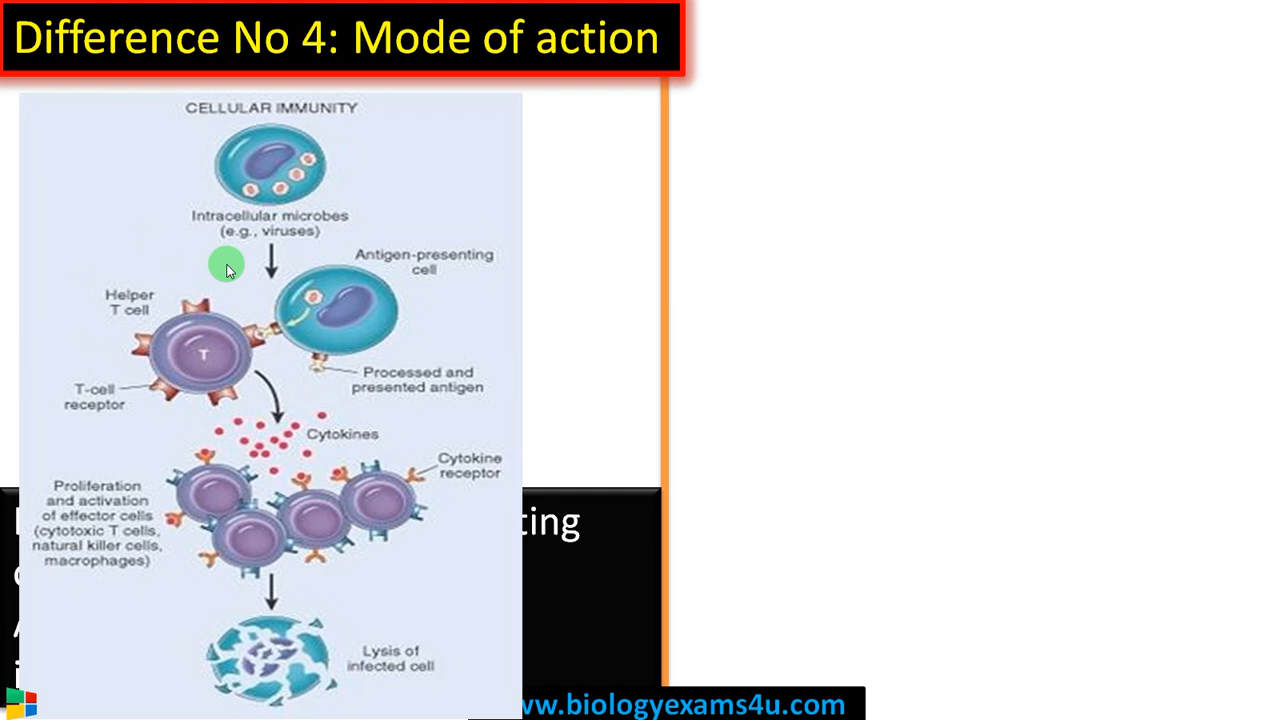 Difference No 4: Mode of action
CELLULAR IMMUNITY
Intracellular microbes
(e.g., viruses)
Antigen-presenting
cell
Helper
T cell
T
Processed and
presented antigen
T-cell
receptor
Cytokines
Cytokine
receptor
Proliferation
and activation
of effector cells
(cytotoxic T cells,
natural killer cells,
macrophages)
Lysis of
infected cell
ww.biologyexams4u.com